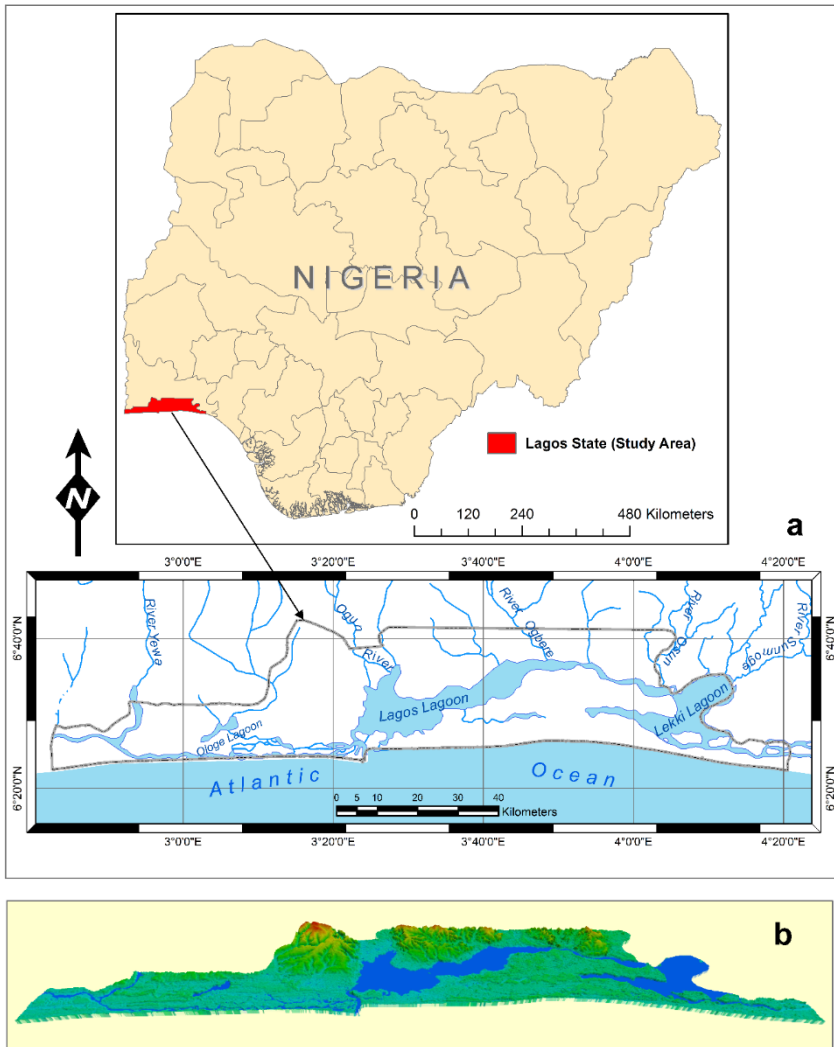 NIGERIA
Lagos State (Study Area)
0 120 240 480 Kilometers
N
a
3°0'0"E 3°20'0"E 3°40'0"E 4°0'0"E 4°20'0"E
6°40'0"N
6°20'0"N
6°40'0"N
6°20'0"N
River Yewa
Ogun
River
River Ogbere
River
Osun
River Sunmoge
Lagos Lagoon
Lekki Lagoon
Ologe Lagoon
Atlantic Ocean
0 5 10 20 30 40
Kilometers
3°0'0"E 3°20'0"E 3°40'0"E 4°0'0"E 4°20'0"E
b